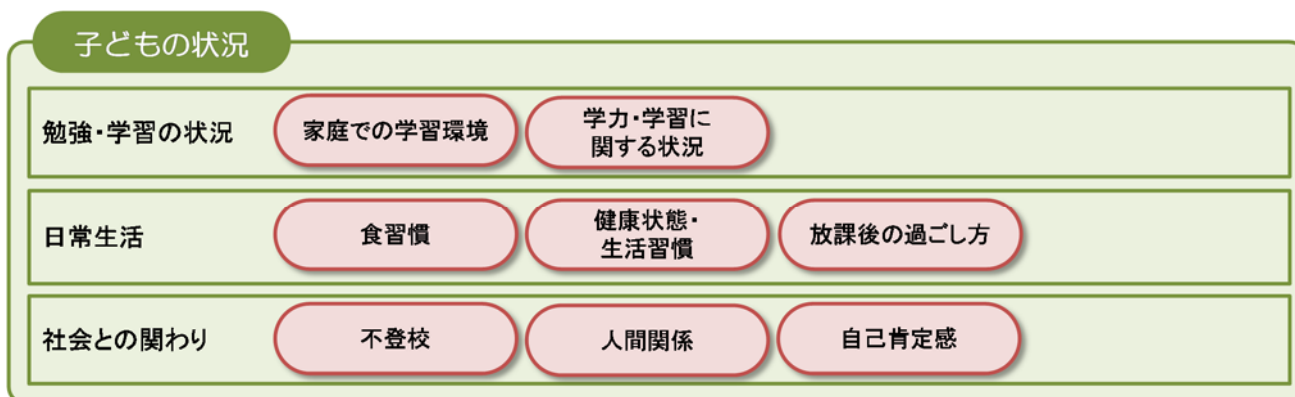 子どもの状況
勉強・学習の状況
家庭での学習環境
学力・学習に
関する状況
日常生活
食習慣
健康状態・
生活習慣
放課後の過ごし方
社会との関わり
不登校
人間関係
自己肯定感